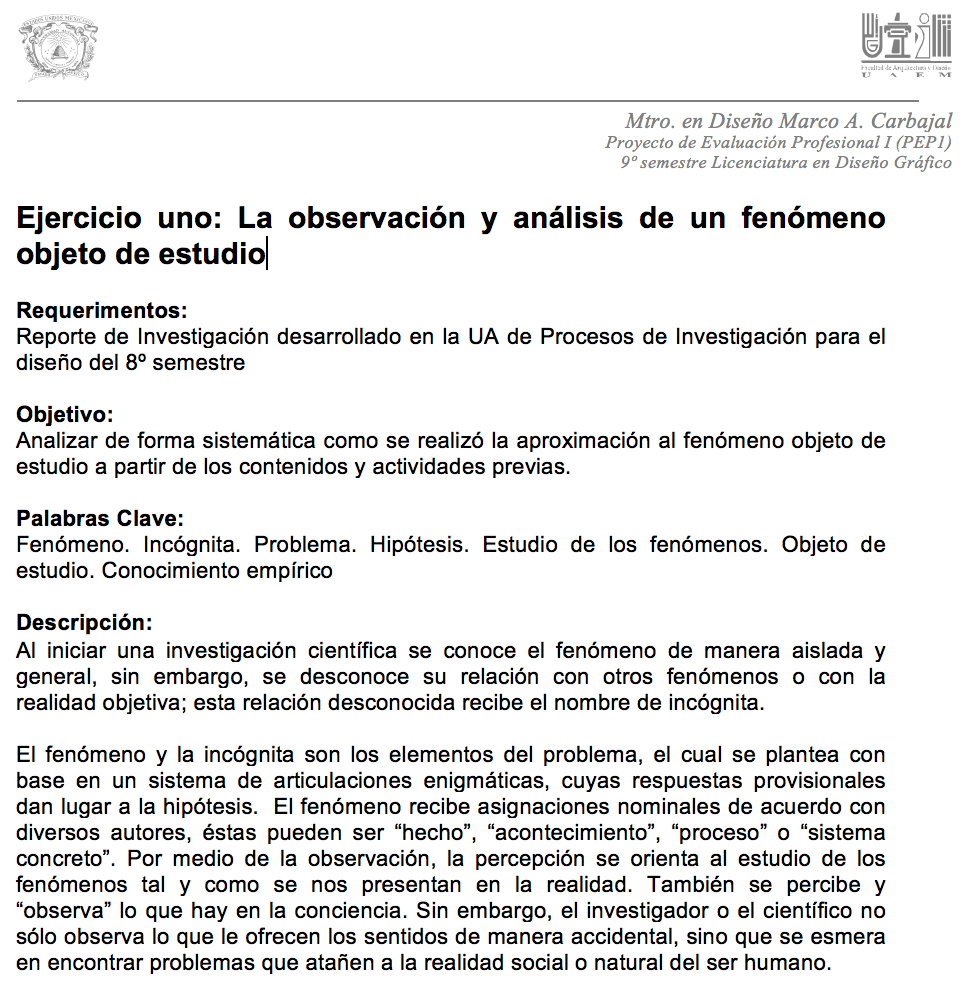 ESTADOS UNIDOS MEXICANOS
Facultad de Arquitectura y Diseño
U A E M
Mtro. en Diseño Marco A. Carbajal
Proyecto de Evaluación Profesional I (PEP1)
9º semestre Licenciatura en Diseño Gráfico
Ejercicio uno: La observación y análisis de un fenómeno
objeto de estudio
Requerimentos:
Reporte de Investigación desarrollado en la UA de Procesos de Investigación para el
diseño del 8º semestre
Objetivo:
Analizar de forma sistemática como se realizó la aproximación al fenómeno objeto de
estudio a partir de los contenidos y actividades previas.
Palabras Clave:
Fenómeno. Incógnita. Problema. Hipótesis. Estudio de los fenómenos. Objeto de
estudio. Conocimiento empírico
Descripción:
Al iniciar una investigación científica se conoce el fenómeno de manera aislada y
general, sin embargo, se desconoce su relación con otros fenómenos o con la
realidad objetiva; esta relación desconocida recibe el nombre de incógnita.
El fenómeno y la incógnita son los elementos del problema, el cual se plantea con
base en un sistema de articulaciones enigmáticas, cuyas respuestas provisionales
dan lugar a la hipótesis. El fenómeno recibe asignaciones nominales de acuerdo con
diversos autores, éstas pueden ser “hecho”, “acontecimiento”, “proceso” o “sistema
concreto”. Por medio de la observación, la percepción se orienta al estudio de los
fenómenos tal y como se nos presentan en la realidad. También se percibe y
“observa” lo que hay en la conciencia. Sin embargo, el investigador o el científico no
sólo observa lo que le ofrecen los sentidos de manera accidental, sino que se esmera
en encontrar problemas que atañen a la realidad social o natural del ser humano.